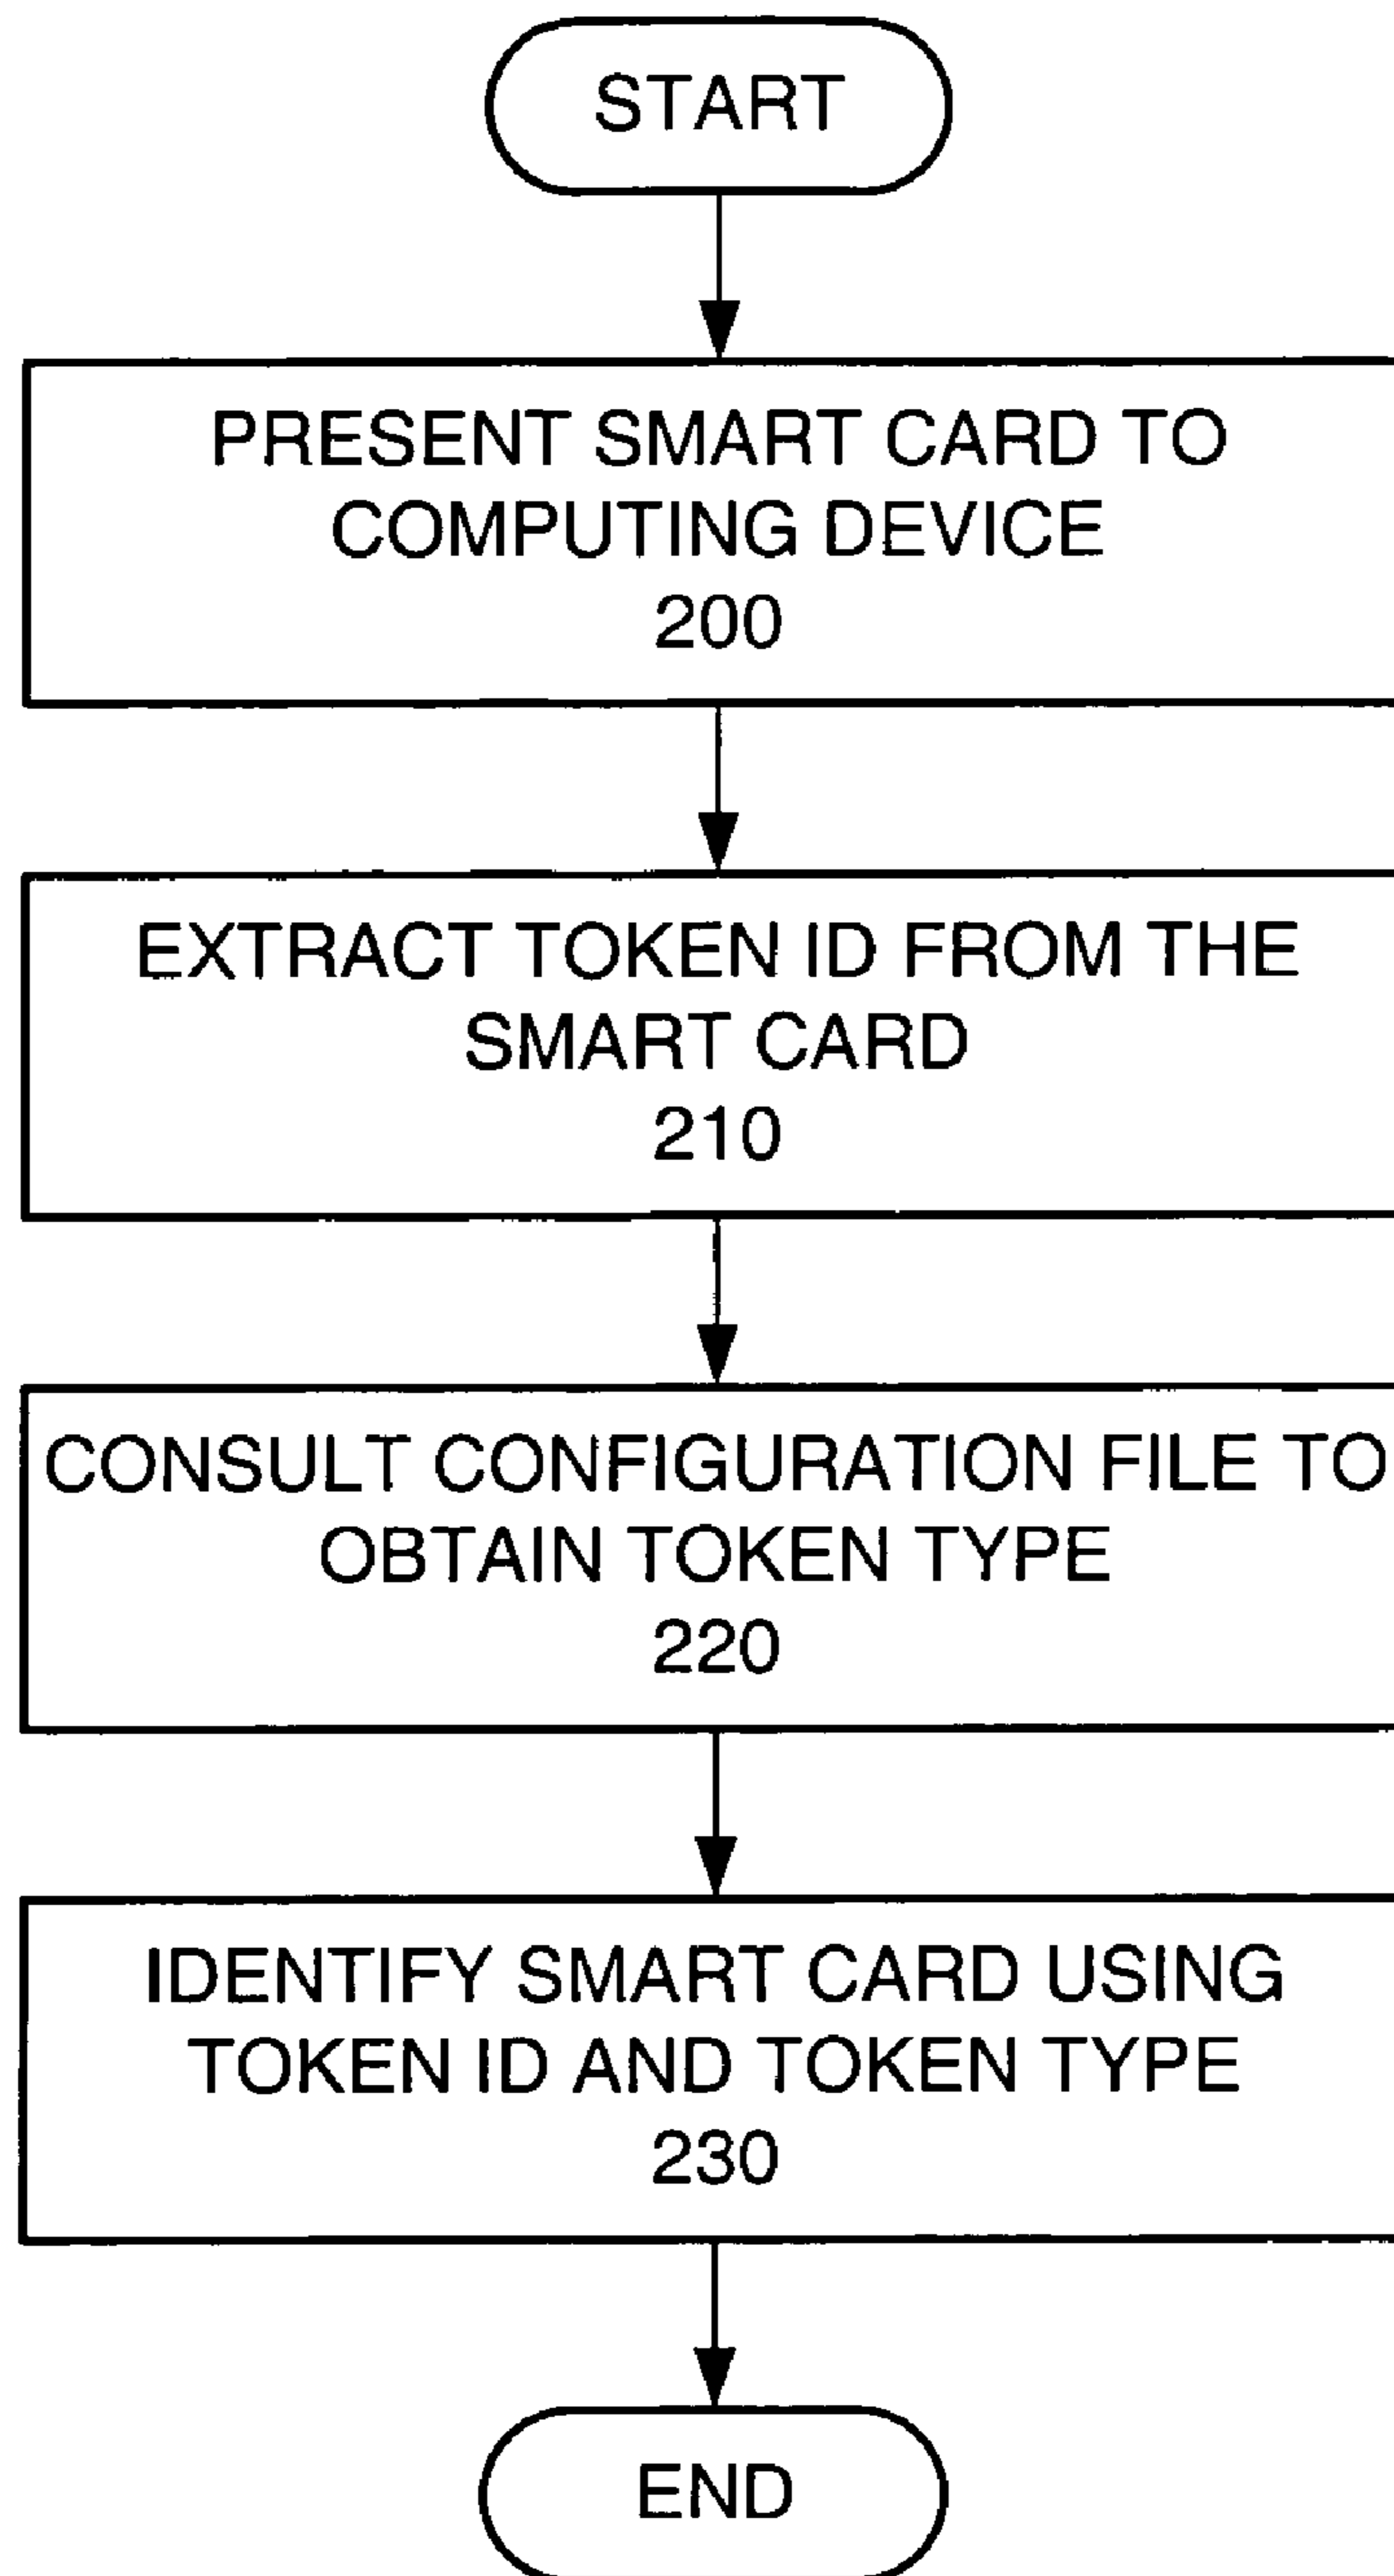 START
PRESENT SMART CARD TO
COMPUTING DEVICE
200
EXTRACT TOKEN ID FROM THE
SMART CARD
210
CONSULT CONFIGURATION FILE TO
OBTAIN TOKEN TYPE
220
IDENTIFY SMART CARD USING
TOKEN ID AND TOKEN TYPE
230
END